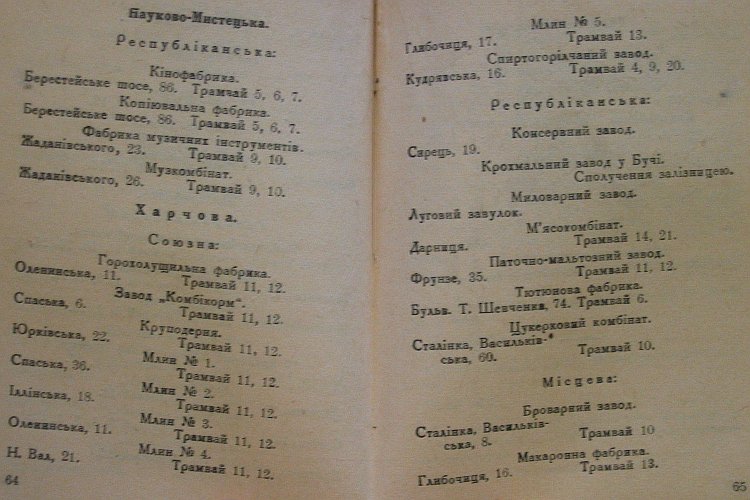 Науково-Мистецька.
Республіканська:
Кінофабрика.
Берестейське шосе, 86. Трамвай 5, 6, 7.
Копіювальна фабрика.
Берестейське шосе, 86. Трамвай 5, 6, 7.
Фабрика музичних інструментів.
Жаданівського, 23. Трамвай 9, 10.
Музкомбінат.
Жаданівського, 26. Трамвай 9, 10.
Харчова.
Союзна:
Горохолущильна фабрика.
Оленинська, 11. Трамвай 11, 12.
Завод „Комбікорм“.
Спаська, 6. Трамвай 11, 12.
Круподерня.
Юрківська, 22. Трамвай 11, 12.
Млин № 1.
Спаська, 36. Трамвай 11, 12.
Млин № 2.
Іллінська, 18. Трамвай 11, 12.
Млин № 3.
Оленинська, 11. Трамвай 11, 12.
Млин № 4.
Н. Вал, 21. Трамвай 11, 12.
64
Млин № 5.
Глибочиця, 17. Трамвай 13.
Спиртогорілчаний завод.
Кудрявська, 16. Трамвай 4, 9, 20.
Республіканська:
Консервний завод.
Сирець, 19.
Крохмальний завод у Бучі.
Сполучення залізницею.
Миловарний завод.
Луговий завулок.
М'ясокомбінат.
Дарниця. Трамвай 14, 21.
Паточно-мальтозний завод.
Фрунзе, 35. Трамвай 11, 12.
Тютюнова фабрика.
Бульв. Т. Шевченка, 74. Трамвай 6.
Цукерковий комбінат.
Сталінка, Васильків-
ська, 60. Трамвай 10.
Місцева:
Броварний завод.
Сталінка, Васильків-
ська, 8. Трамвай 10
Макаронна фабрика.
Глибочиця, 16. Трамвай 13.
65